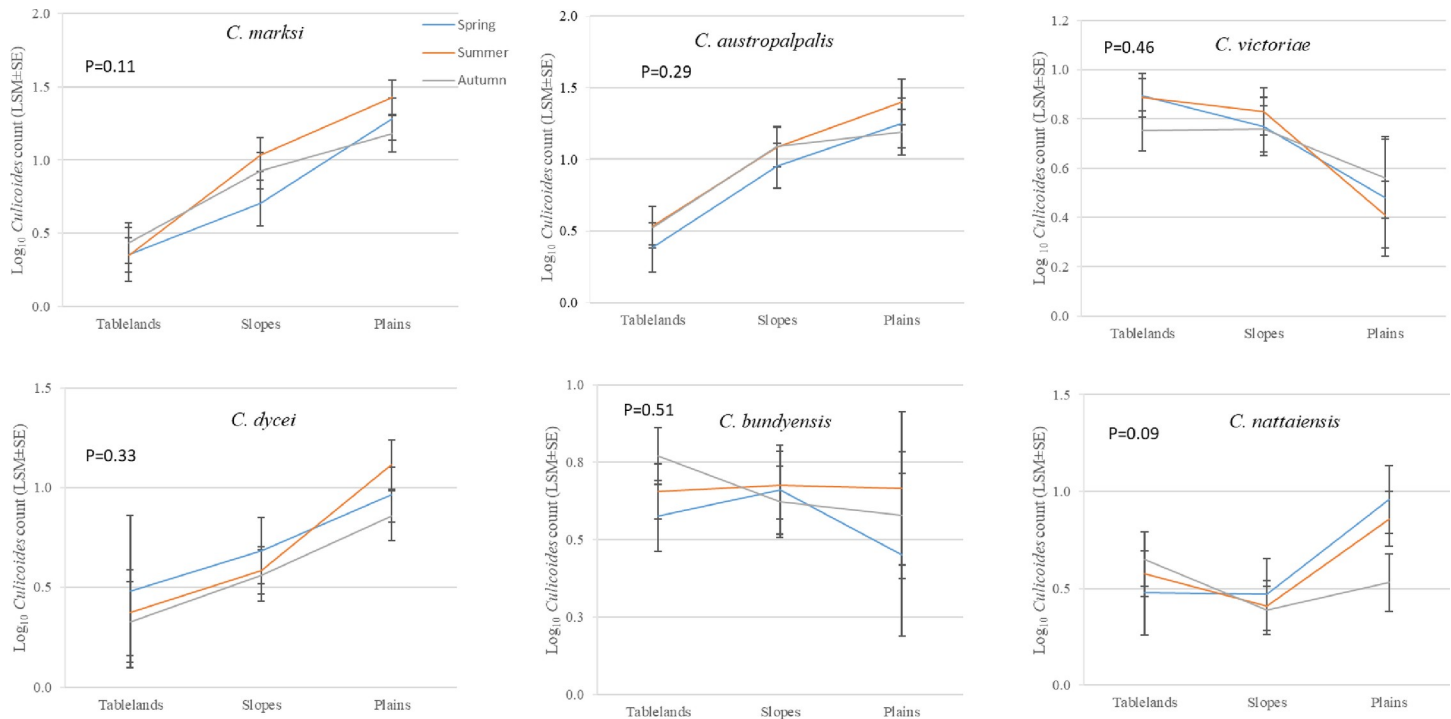 C. marksi
P=0.11
Spring
Summer
Autumn
Log10 Culicoides count (LSM±SE)
2.0
1.5
1.0
0.5
0.0
Tablelands Slopes Plains
C. austropalpalis
P=0.29
Log10 Culicoides count (LSM±SE)
2.0
1.5
1.0
0.5
0.0
Tablelands Slopes Plains
C. victoriae
P=0.46
Log 10 Culicoides count (LSM±SE)
1.2
1.0
0.8
0.6
0.4
0.2
0.0
Tablelands Slopes Plains
C. dycei
P=0.33
Log10 Culicoides count (LSM±SE)
1.5
1.0
0.5
0.0
Tablelands Slopes Plains
C. bundyensis
P=0.51
Log10 Culicoides count (LSM±SE)
1.0
0.8
0.5
0.3
0.0
Tablelands Slopes Plains
C. nattaiensis
P=0.09
Log10 Culicoides count (LSM±SE)
1.5
1.0
0.5
0.0
Tablelands Slopes Plains